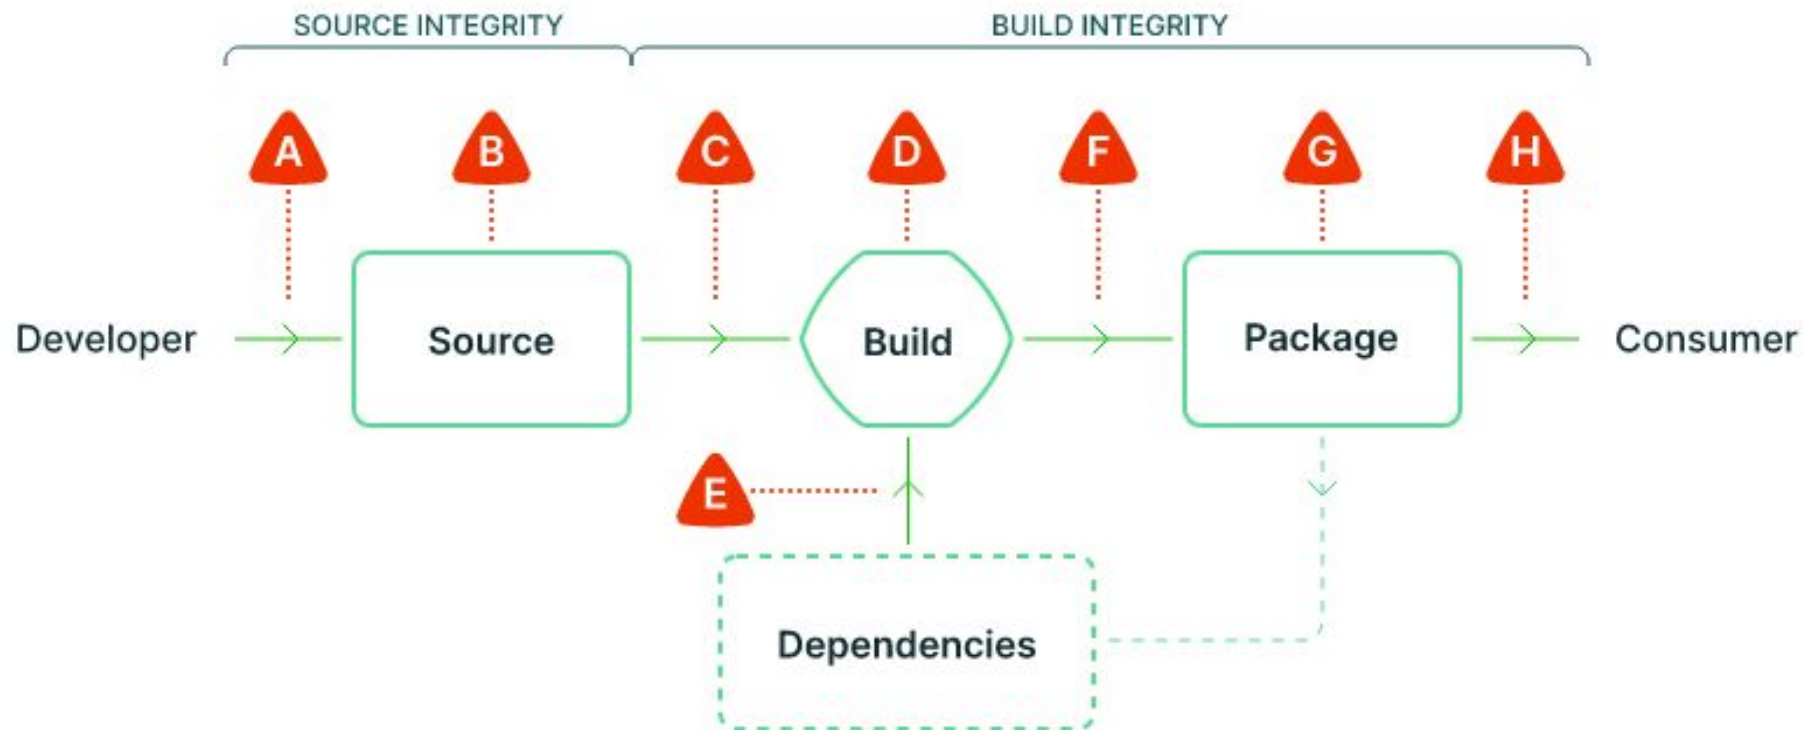 SOURCE INTEGRITY
BUILD INTEGRITY
A
B
C
D
F
G
H
Developer
Source
Build
Package
Consumer
E
Dependencies